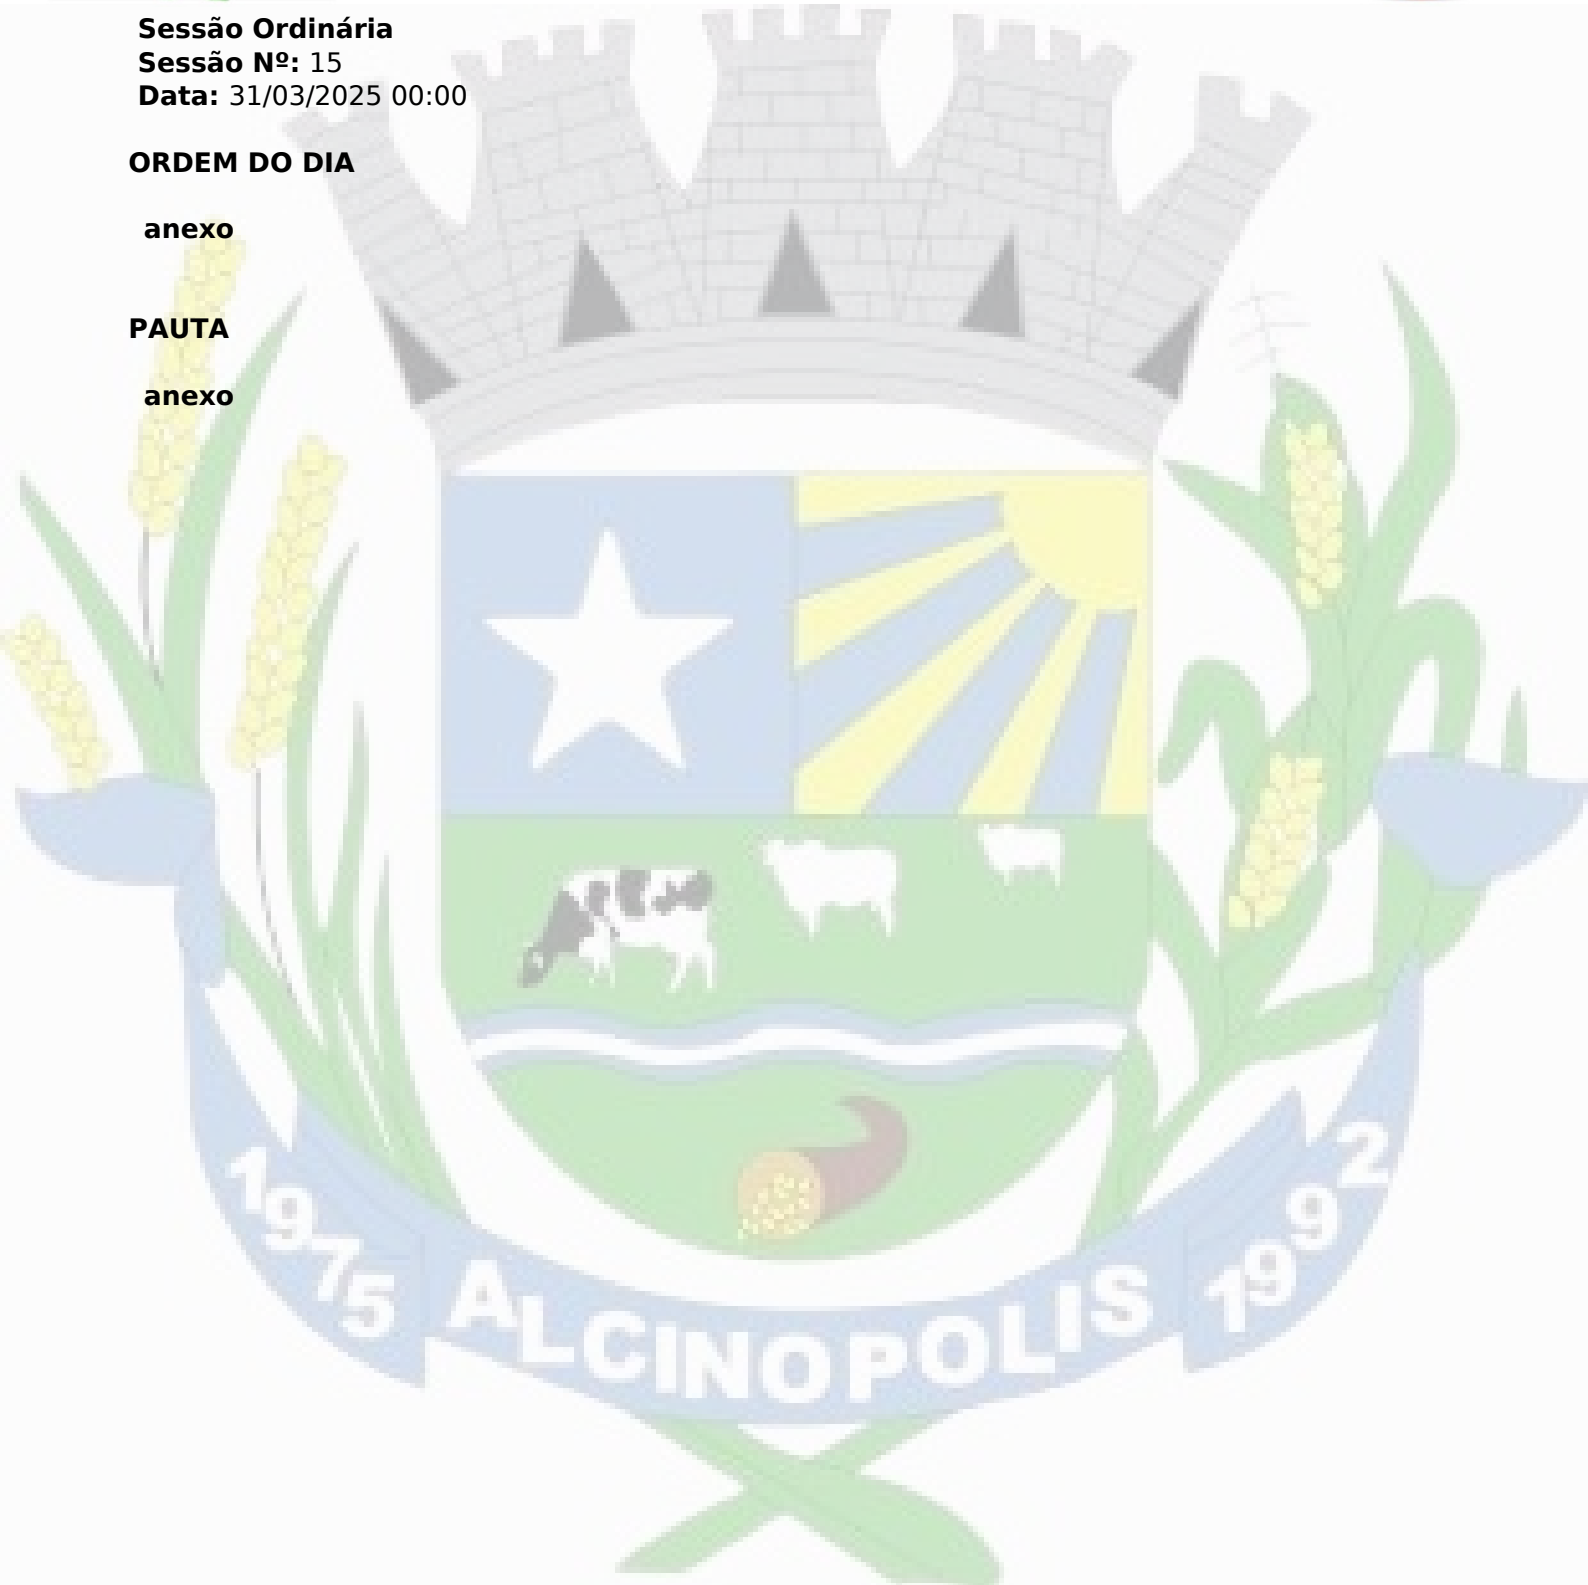 Sessão Ordinária
Sessão Nº: 15
Data: 31/03/2025 00:00
ORDEM DO DIA
anexo
PAUTA
anexo
1975 ALCINOPOLIS 1992